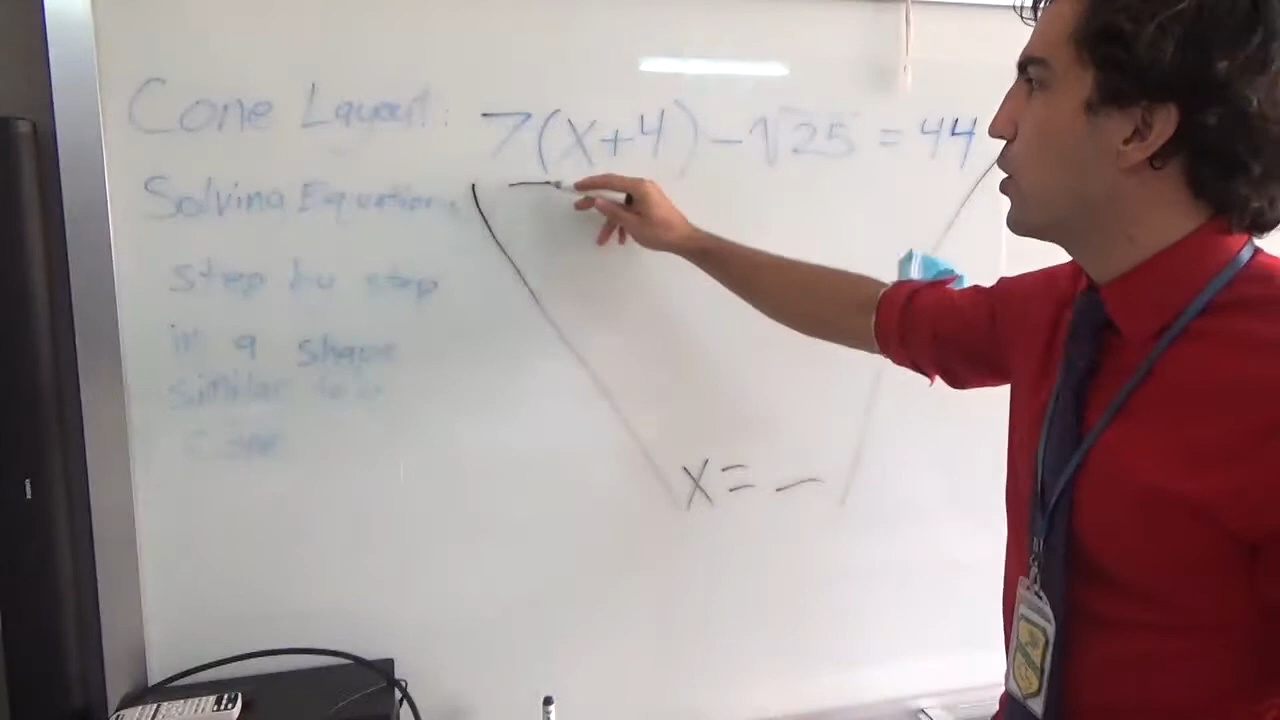 Cone Layout: 7(x+4)-√25 = 44
Solving Equations
step by step
in a shape
similar to a
cone
x = _